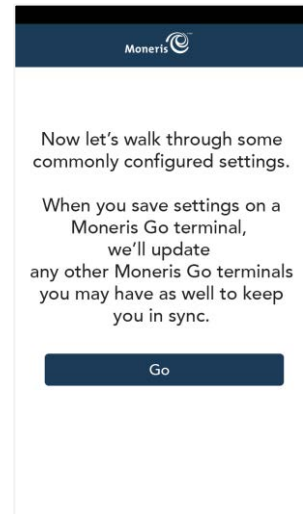 Moneris
Now let's walk through some
commonly configured settings.
When you save settings on a
Moneris Go terminal,
we'll update
any other Moneris Go terminals
you may have as well to keep
you in sync.
Go